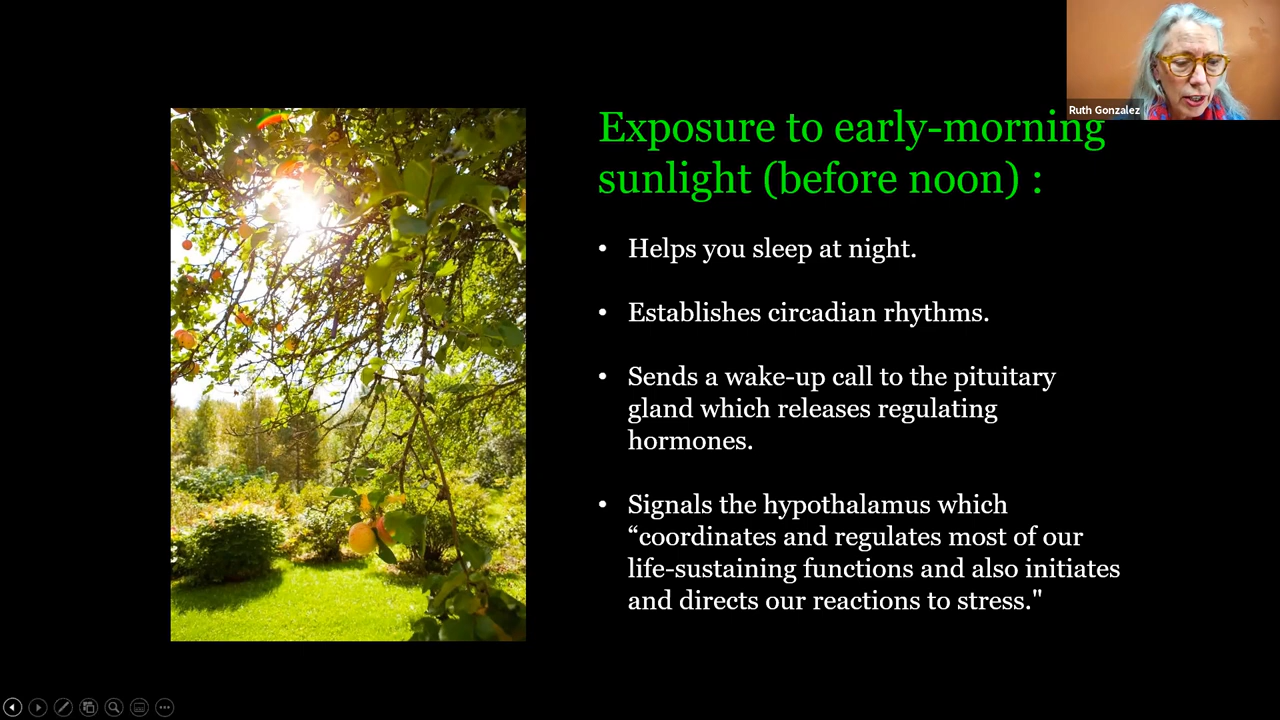 Ruth Gonzalez
Exposure to early-morning
sunlight (before noon) :
• Helps you sleep at night.
• Establishes circadian rhythms.
• Sends a wake-up call to the pituitary
gland which releases regulating
hormones.
• Signals the hypothalamus which
“coordinates and regulates most of our
life-sustaining functions and also initiates
and directs our reactions to stress."